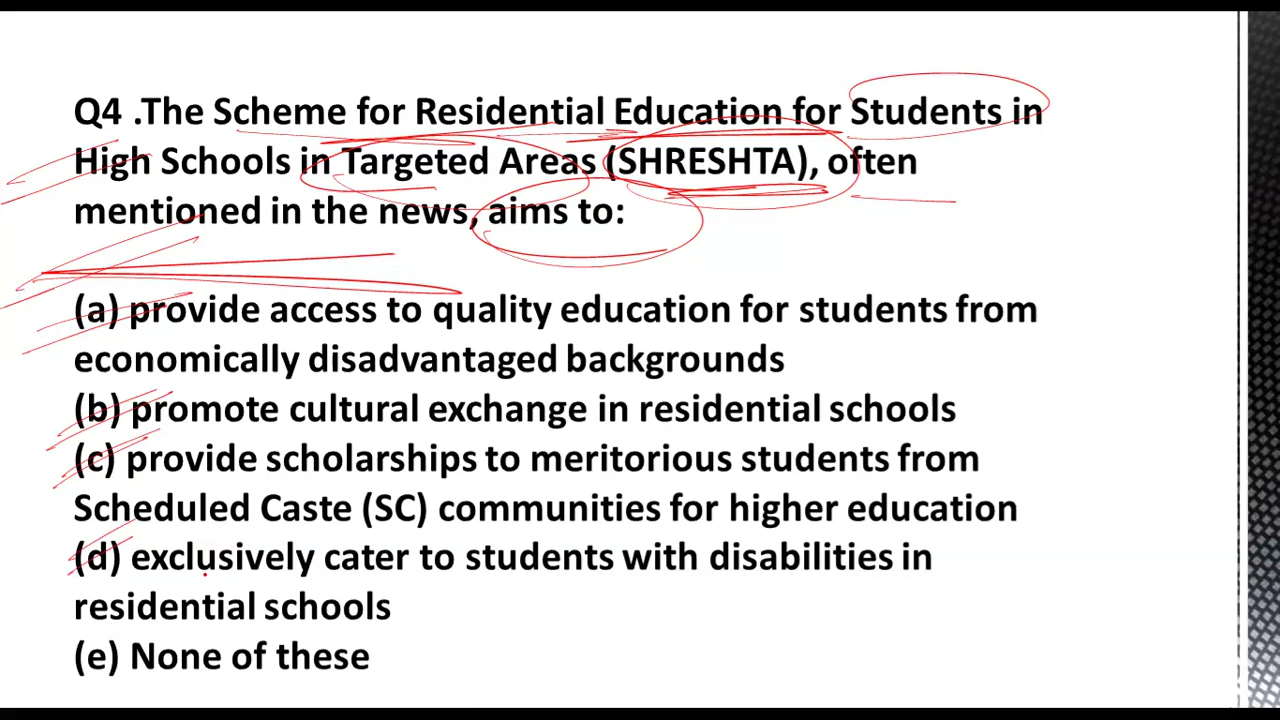 Q4 .The Scheme for Residential Education for Students in
High Schools in Targeted Areas (SHRESHTA), often
mentioned in the news, aims to:
(a) provide access to quality education for students from
economically disadvantaged backgrounds
(b) promote cultural exchange in residential schools
(c) provide scholarships to meritorious students from
Scheduled Caste (SC) communities for higher education
(d) exclusively cater to students with disabilities in
residential schools
(e) None of these